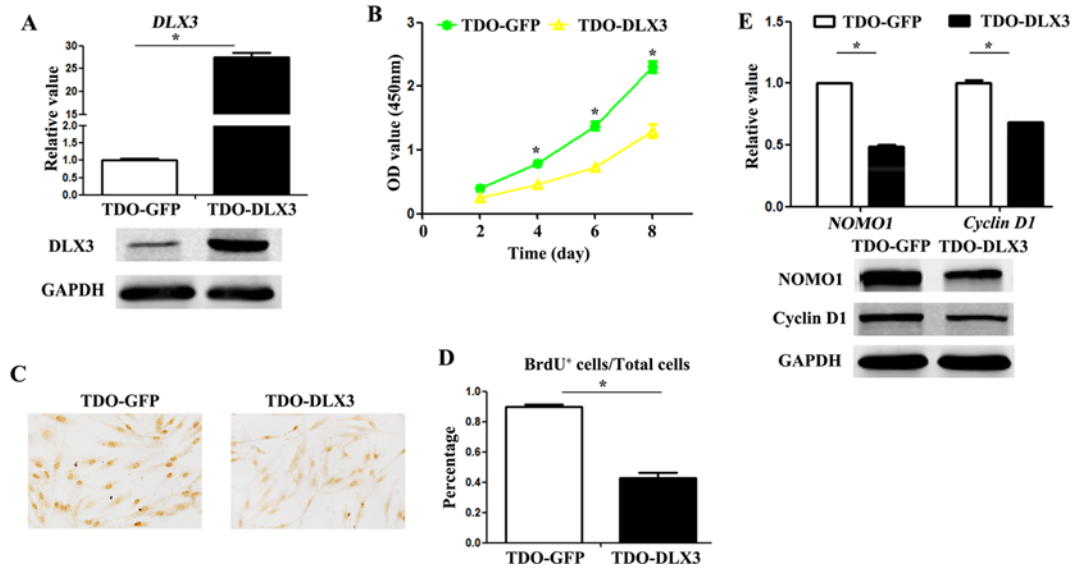 A
DLX3
*
Relative value
30
25
20
15
10
2.0
1.5
1.0
0.5
0.0
TDO-GFP TDO-DLX3
DLX3
GAPDH
B
TDO-GFP TDO-DLX3
OD value (450nm)
3
2
1
0
* * *
0 2 4 6 8
Time (day)
C
TDO-GFP TDO-DLX3
D
BrdU⁺ cells/Total cells
*
Percentage
1.0
0.8
0.6
0.4
0.2
0.0
TDO-GFP TDO-DLX3
E
TDO-GFP TDO-DLX3
* *
Relative value
1.5
1.0
0.5
0.0
NOMO1 Cyclin D1
TDO-GFP TDO-DLX3
NOMO1
Cyclin D1
GAPDH